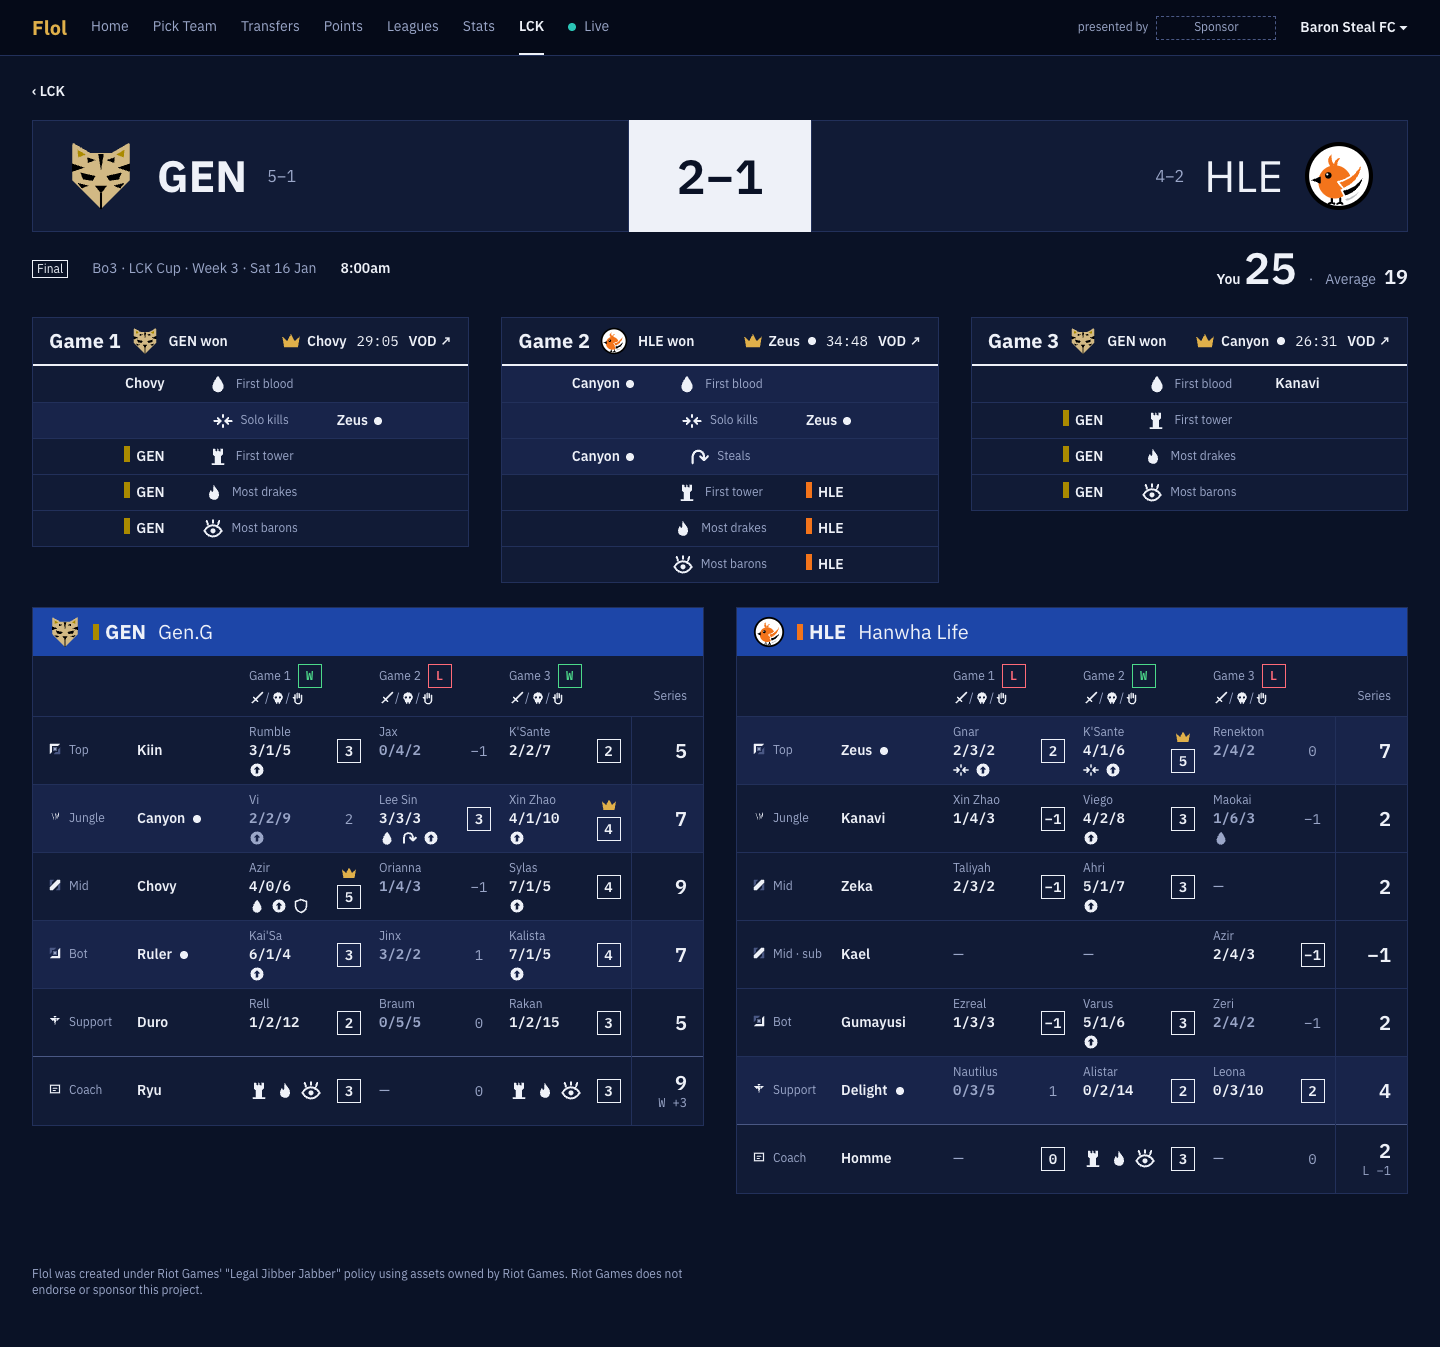 Flol Home Pick Team Transfers Points Leagues Stats LCK Live presented by Sponsor Baron Steal FC
‹ LCK
GEN 5–1 2–1 4–2 HLE
Final Bo3 · LCK Cup · Week 3 · Sat 16 Jan 8:00am You 25 · Average 19
Game 1 GEN won Chovy 29:05 VOD ↗
Chovy First blood
Solo kills Zeus
GEN First tower
GEN Most drakes
GEN Most barons
Game 2 HLE won Zeus 34:48 VOD ↗
Canyon First blood
Solo kills Zeus
Canyon Steals
First tower HLE
Most drakes HLE
Most barons HLE
Game 3 GEN won Canyon 26:31 VOD ↗
First blood Kanavi
GEN First tower
GEN Most drakes
GEN Most barons
GEN Gen.G
Game 1 W Game 2 L Game 3 W
/ / / / / / Series
Rumble Jax K'Sante
Top Kiin 3/1/5 3 0/4/2 −1 2/2/7 2 5
Vi Lee Sin Xin Zhao
Jungle Canyon 2/2/9 2 3/3/3 3 4/1/10 4 7
Azir Orianna Sylas
Mid Chovy 4/0/6 5 1/4/3 −1 7/1/5 4 9
Kai'Sa Jinx Kalista
Bot Ruler 6/1/4 3 3/2/2 1 7/1/5 4 7
Rell Braum Rakan
Support Duro 1/2/12 2 0/5/5 0 1/2/15 3 5
Coach Ryu 3 — 0 3 9
W +3
HLE Hanwha Life
Game 1 L Game 2 W Game 3 L
/ / / / / / Series
Gnar K'Sante Renekton
Top Zeus 2/3/2 2 4/1/6 5 2/4/2 0 7
Xin Zhao Viego Maokai
Jungle Kanavi 1/4/3 −1 4/2/8 3 1/6/3 −1 2
Taliyah Ahri
Mid Zeka 2/3/2 −1 5/1/7 3 — 2
Azir
Mid · sub Kael — — 2/4/3 −1 −1
Ezreal Varus Zeri
Bot Gumayusi 1/3/3 −1 5/1/6 3 2/4/2 −1 2
Nautilus Alistar Leona
Support Delight 0/3/5 1 0/2/14 2 0/3/10 2 4
Coach Homme — 0 3 — 0 2
L −1
Flol was created under Riot Games' "Legal Jibber Jabber" policy using assets owned by Riot Games. Riot Games does not
endorse or sponsor this project.